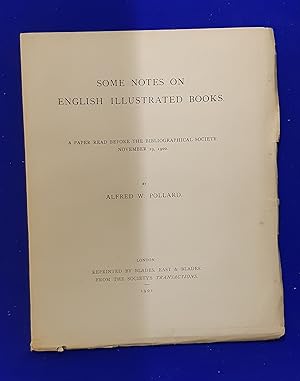 SOME NOTES ON
ENGLISH ILLUSTRATED BOOKS
A PAPER READ BEFORE THE BIBLIOGRAPHICAL SOCIETY
NOVEMBER 19, 1900.
BY
ALFRED W. POLLARD.
LONDON
REPRINTED BY BLADES, EAST & BLADES
FROM THE SOCIETY'S TRANSACTIONS.
1901